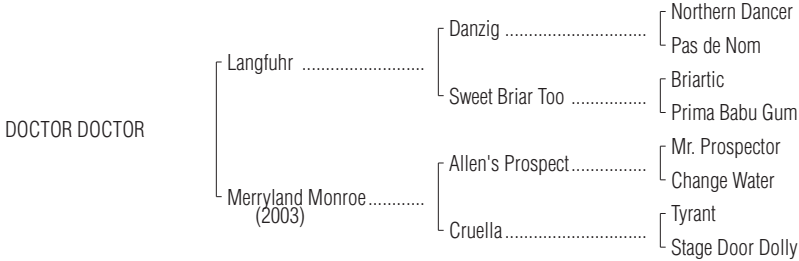 Northern Dancer
Danzig ..............................
Pas de Nom
Langfuhr ..........................
Briartic
Sweet Briar Too ................
Prima Babu Gum
DOCTOR DOCTOR
Mr. Prospector
Allen's Prospect................
Change Water
Merryland Monroe............
(2003)
Tyrant
Cruella..............................
Stage Door Dolly